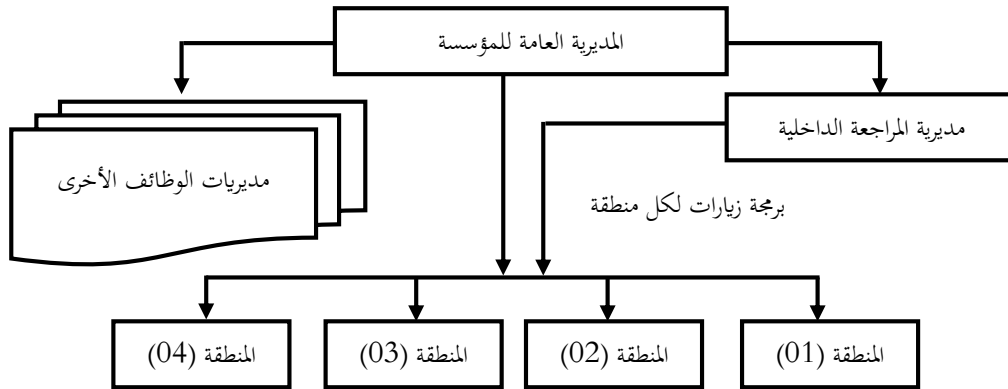 المديرية العامة للمؤسسة
مديرية المراجعة الداخلية
مديريات الوظائف الأخرى
برمجة زيارات لكل منطقة
المنطقة (01)
المنطقة (02)
المنطقة (03)
المنطقة (04)